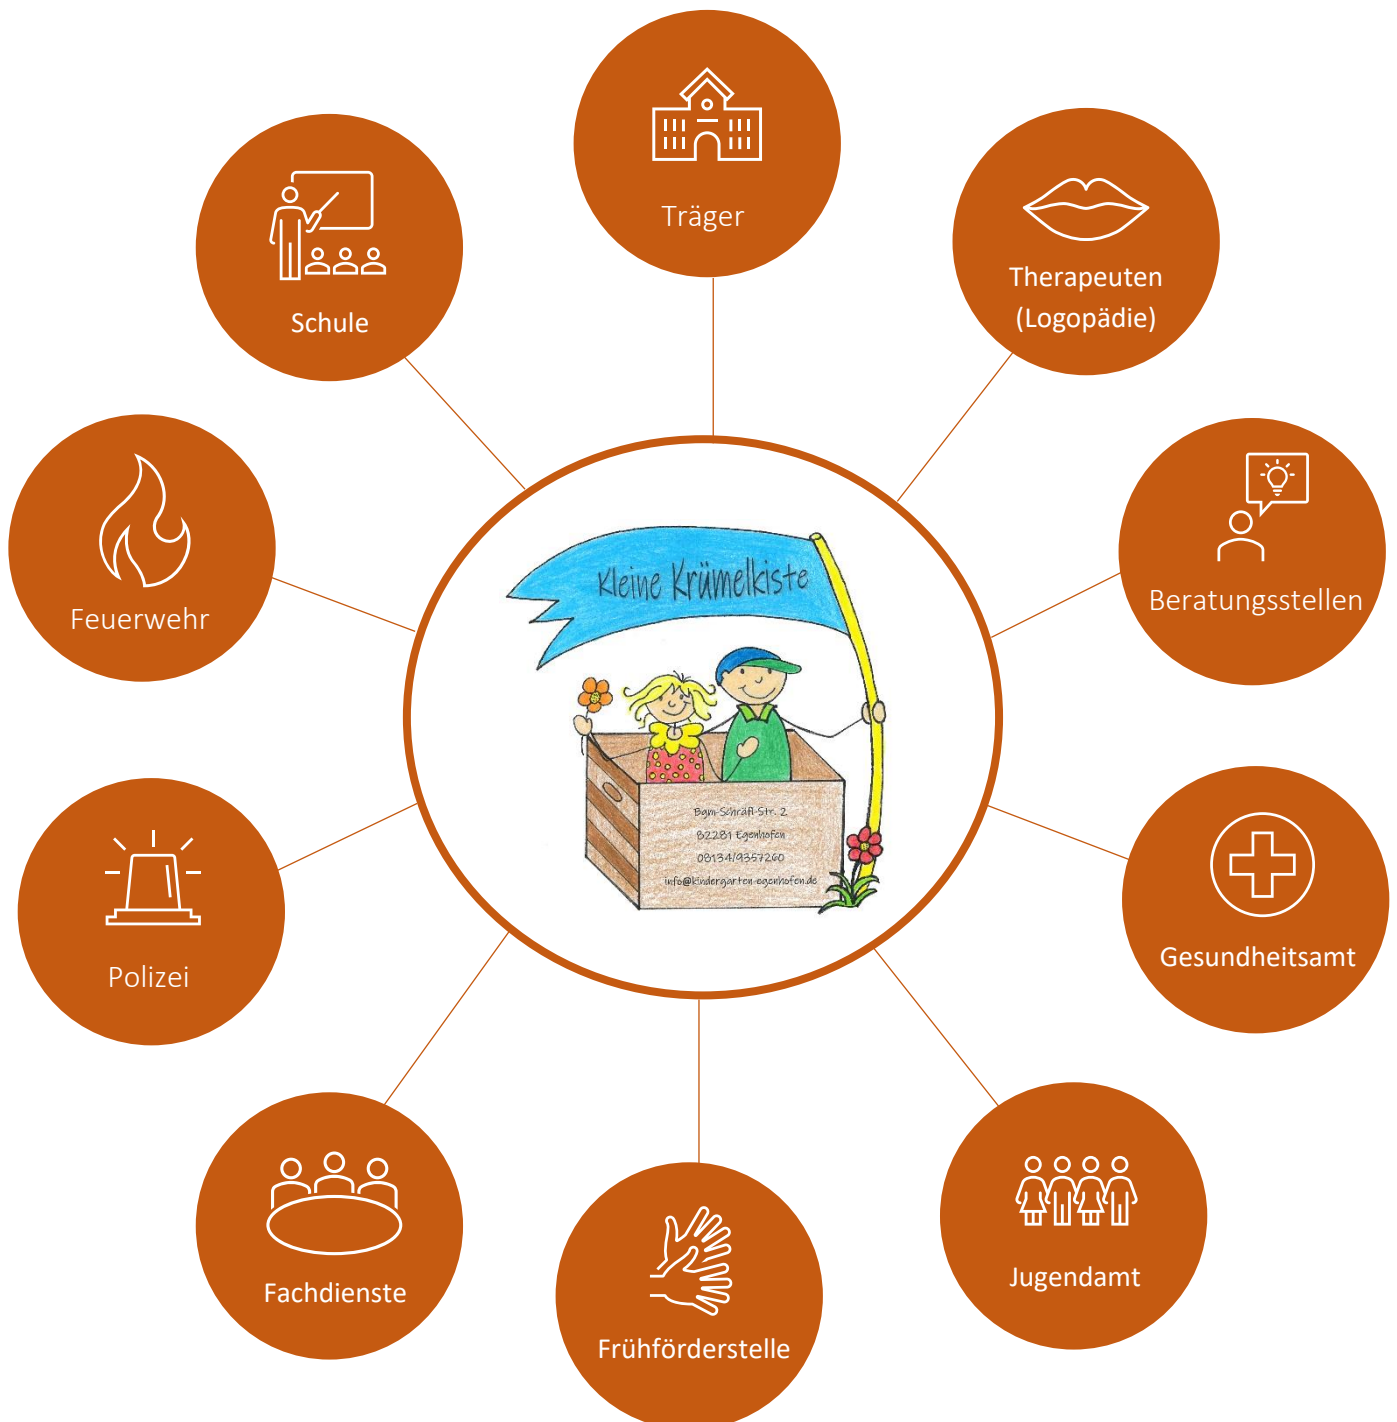 Träger
Therapeuten
(Logopädie)
Schule
Kleine Krümelkiste
Beratungsstellen
Feuerwehr
Bgm-Schräfl-Str. 2
82281 Egenhofen
08134/9357260
info@kindergarten-egenhofen.de
Gesundheitsamt
Polizei
Jugendamt
Fachdienste
Frühförderstelle